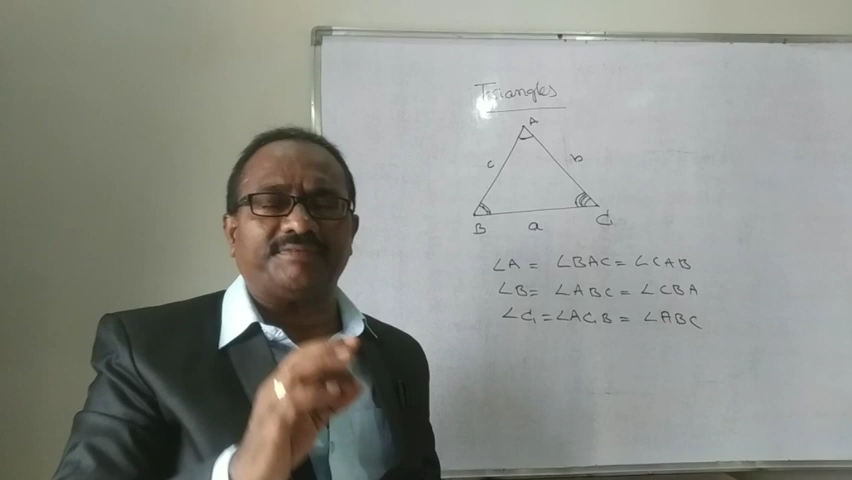 Triangles
A
c
b
B
a
C
∠A = ∠BAC = ∠CAB
∠B = ∠ABC = ∠CBA
∠C = ∠ACB = ∠ABC